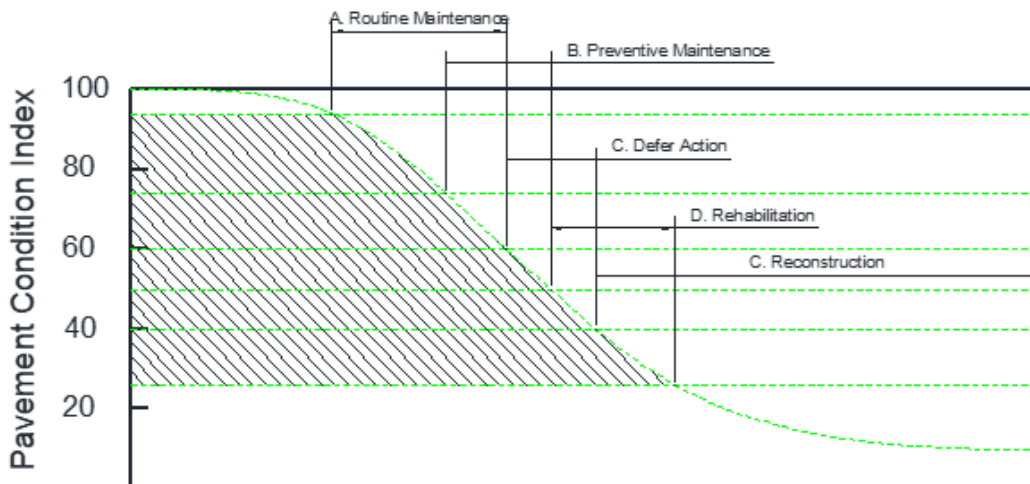 A. Routine Maintenance
B. Preventive Maintenance
C. Defer Action
D. Rehabilitation
C. Reconstruction
Pavement Condition Index
100
80
60
40
20